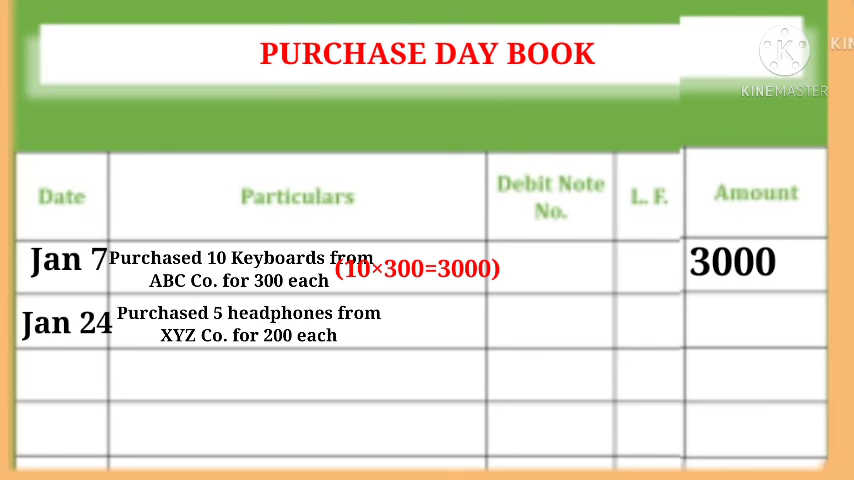 PURCHASE DAY BOOK
KIN
KINEMASTER
Date
Particulars
Debit Note
No.
L. F.
Amount
Jan 7
Purchased 10 Keyboards from
ABC Co. for 300 each
(10×300=3000)
3000
Jan 24
Purchased 5 headphones from
XYZ Co. for 200 each